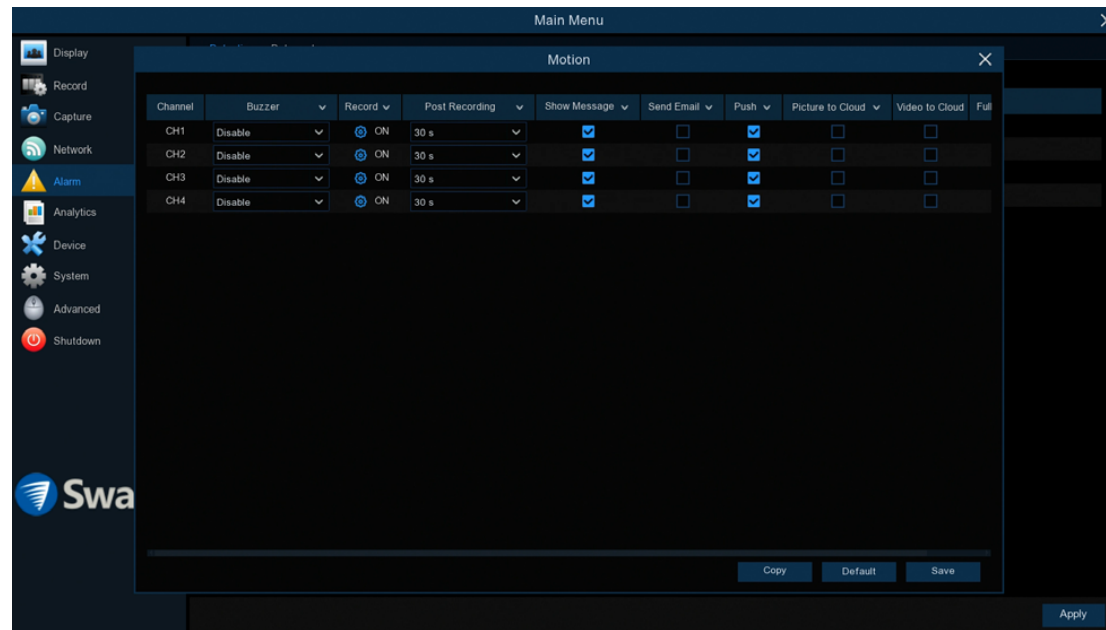 Main Menu
Display
Motion
Record
Channel Buzzer Record Post Recording Show Message Send Email Push Picture to Cloud Video to Cloud Full
Capture
CH1 Disable ON 30 s
Network
CH2 Disable ON 30 s
Alarm
CH3 Disable ON 30 s
CH4 Disable ON 30 s
Analytics
Device
System
Advanced
Shutdown
Swa
Copy Default Save
Apply